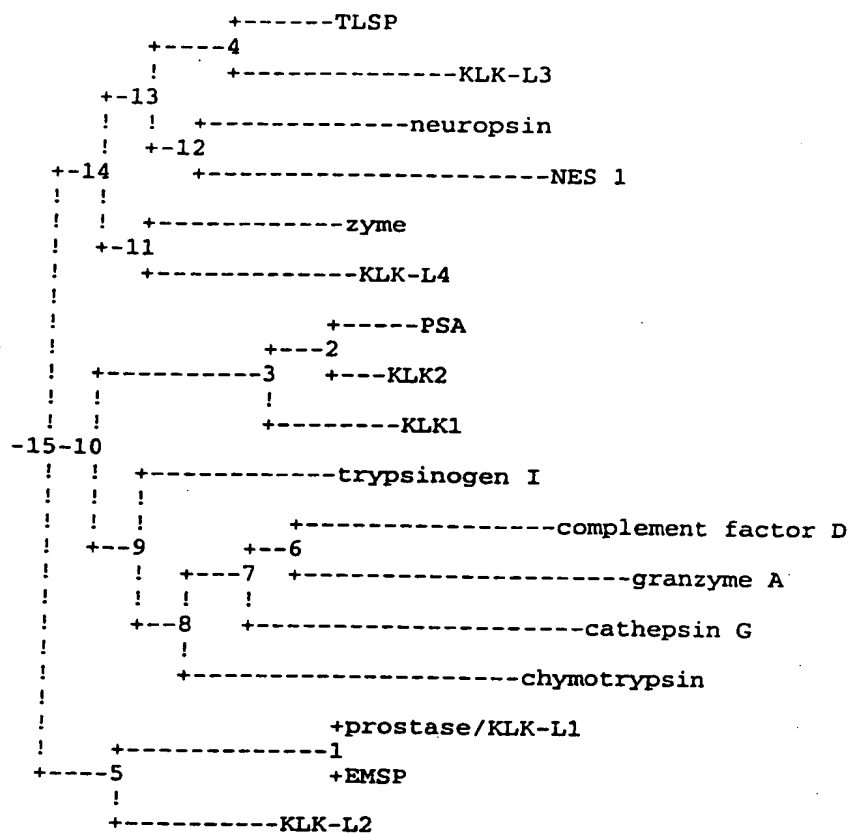 +------TLSP
+-----4
! +-------------KLK-L3
+-13
! ! +------------neuropsin
! +-12
+-14 +--------------------NES 1
! !
! ! +-----------zyme
! +-11
! +------------KLK-L4
!
! +-----PSA
! +---2
! +----------3 +---KLK2
! ! !
! ! +--------KLK1
-15-10
! ! +-----------trypsinogen I
! ! !
! ! ! +---------------complement factor D
! +--9 +--6
! ! +---7 +-------------------granzyme A
! ! ! !
! +--8 +-------------------cathepsin G
! !
! +-------------------chymotrypsin
!
! +prostase/KLK-L1
! +------------1
+----5 +EMSP
!
+---------KLK-L2